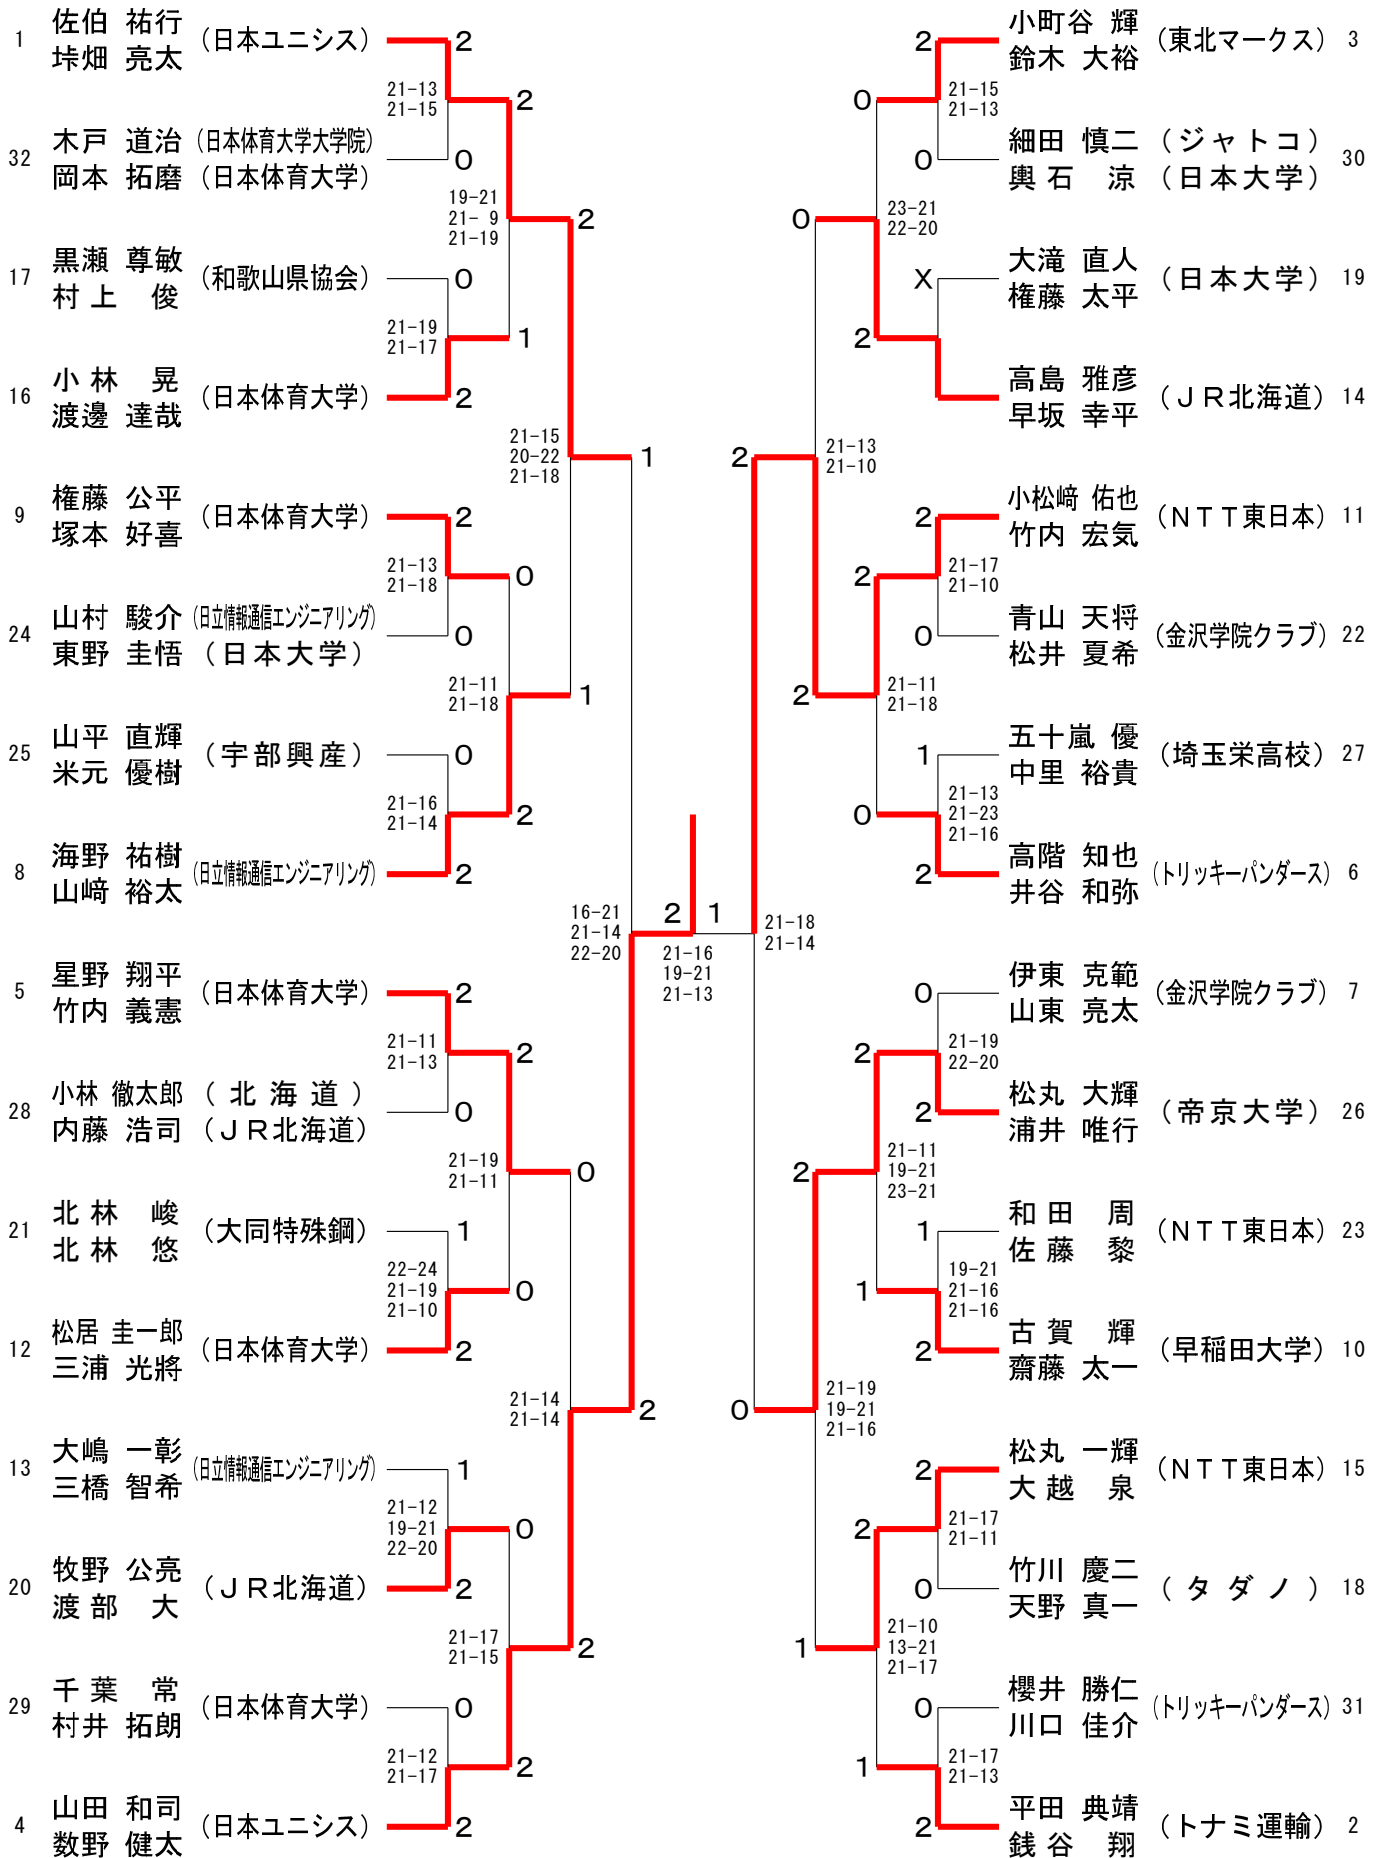 1 佐伯 祐行 (日本ユニシス) 2
垰畑 亮太
21-13
21-15
2
32 木戸 道治 (日本体育大学大学院) 0
岡本 拓磨 (日本体育大学)
19-21
21- 9
21-19
2
17 黒瀬 尊敏 (和歌山県協会) 0
村上 俊
21-19
21-17
1
16 小林 晃 (日本体育大学) 2
渡邊 達哉
21-15
20-22
21-18
1
9 権藤 公平 (日本体育大学) 2
塚本 好喜
21-13
21-18
0
24 山村 駿介 (日立情報通信エンジニアリング) 0
東野 圭悟 (日本大学)
21-11
21-18
1
25 山平 直輝 (宇部興産) 0
米元 優樹
21-16
21-14
2
8 海野 祐樹 (日立情報通信エンジニアリング) 2
山﨑 裕太
16-21
21-14
22-20
5 星野 翔平 (日本体育大学) 2
竹内 義憲
21-11
21-13
2
28 小林 徹太郎 (北海道) 0
内藤 浩司 (JR北海道)
21-19
21-11
0
21 北林 峻 (大同特殊鋼) 1
北林 悠
22-24
21-19
21-10
0
12 松居 圭一郎 (日本体育大学) 2
三浦 光將
21-14
21-14
2
13 大嶋 一彰 (日立情報通信エンジニアリング) 1
三橋 智希
21-12
19-21
22-20
0
20 牧野 公亮 (JR北海道) 2
渡部 大
21-17
21-15
2
29 千葉 常 (日本体育大学) 0
村井 拓朗
21-12
21-17
2
4 山田 和司 (日本ユニシス) 2
数野 健太
2 1
21-16
19-21
21-13
2 小町谷 輝 (東北マークス) 3
鈴木 大裕
0
21-15
21-13
0 細田 慎二 (ジャトコ) 30
輿石 涼 (日本大学)
0
23-21
22-20
X 大滝 直人 (日本大学) 19
権藤 太平
2
高島 雅彦 (JR北海道) 14
早坂 幸平
2
21-13
21-10
2 小松﨑 佑也 (NTT東日本) 11
竹内 宏気
2
21-17
21-10
0 青山 天将 (金沢学院クラブ) 22
松井 夏希
2
21-11
21-18
1 五十嵐 優 (埼玉栄高校) 27
中里 裕貴
0
21-13
21-23
21-16
2 高階 知也 (トリッキーパンダース) 6
井谷 和弥
21-18
21-14
0 伊東 克範 (金沢学院クラブ) 7
山東 亮太
2
21-19
22-20
2 松丸 大輝 (帝京大学) 26
浦井 唯行
2
21-11
19-21
23-21
1 和田 周 (NTT東日本) 23
佐藤 黎
1
19-21
21-16
21-16
2 古賀 輝 (早稲田大学) 10
齋藤 太一
0
21-19
19-21
21-16
2 松丸 一輝 (NTT東日本) 15
大越 泉
2
21-17
21-11
0 竹川 慶二 (タダノ) 18
天野 真一
1
21-10
13-21
21-17
0 櫻井 勝仁 (トリッキーパンダース) 31
川口 佳介
1
21-17
21-13
2 平田 典靖 (トナミ運輸) 2
銭谷 翔